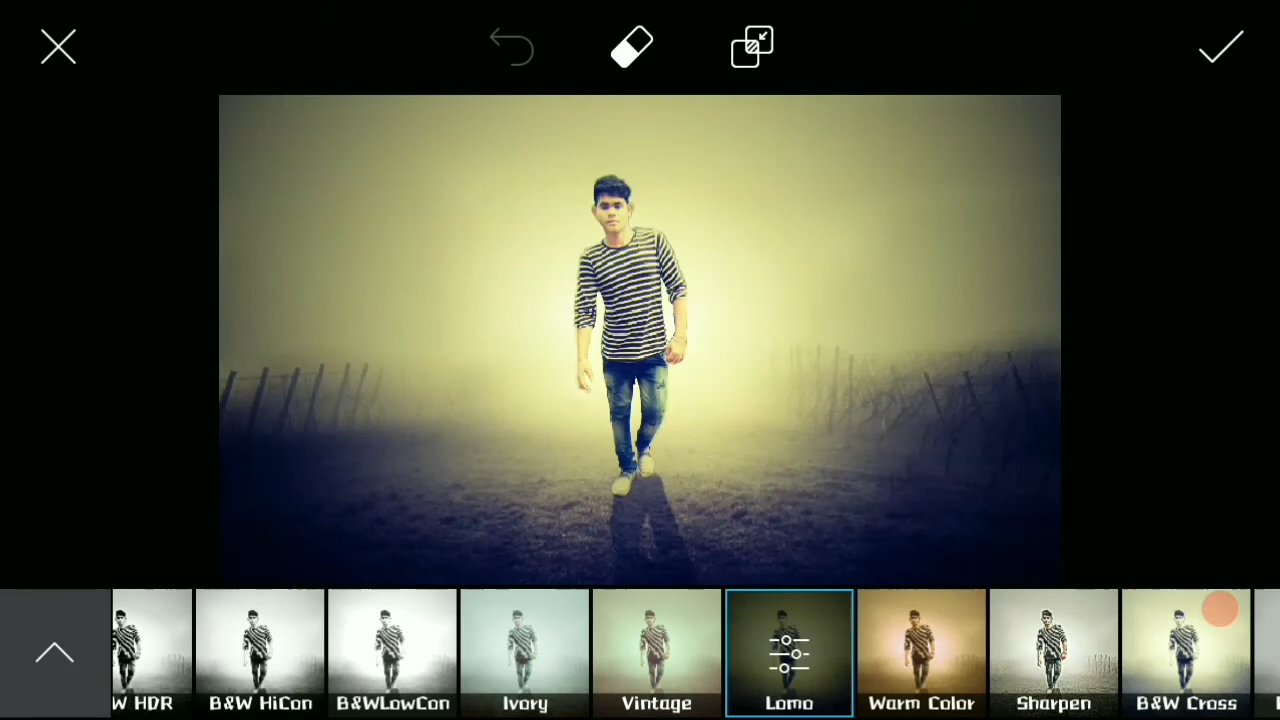 W HDR
B&W HiCon
B&WLowCon
Ivory
Vintage
Lomo
Warm Color
Sharpen
B&W Cross